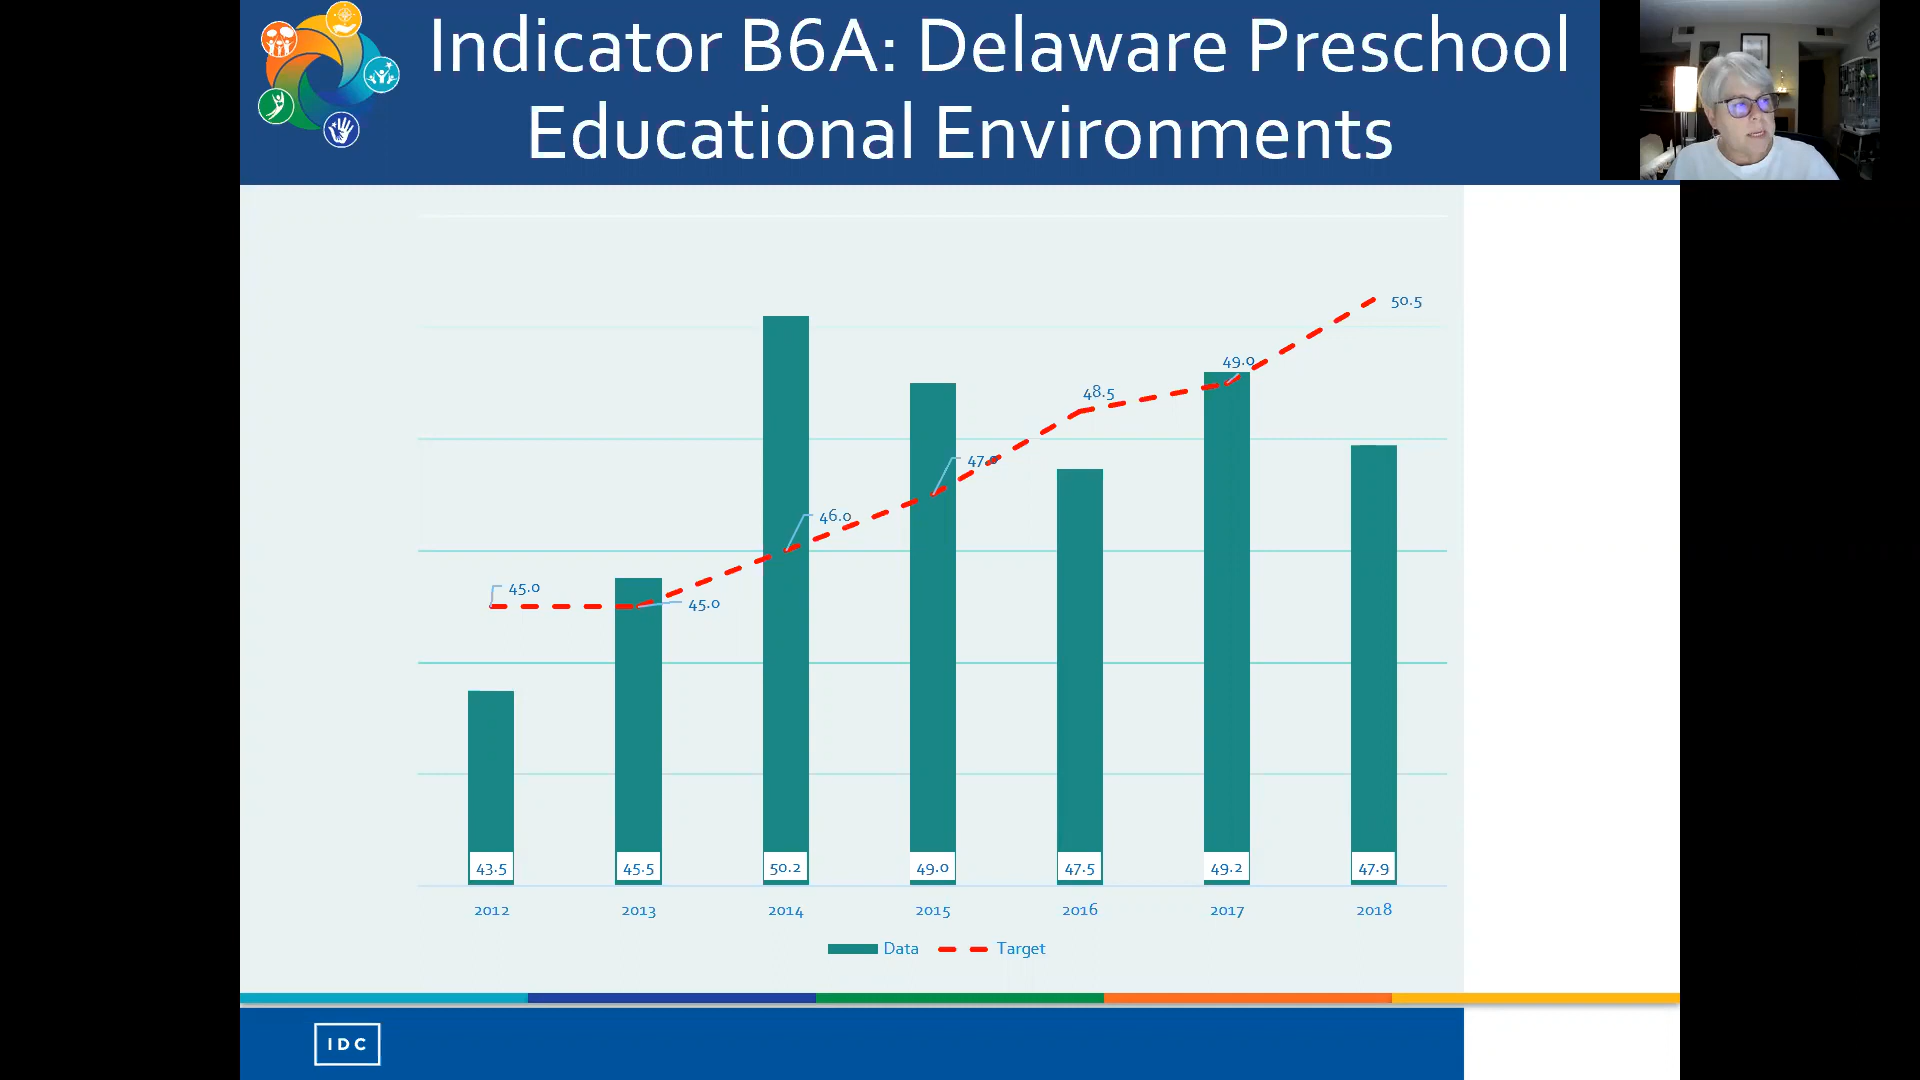 Indicator B6A: Delaware Preschool
Educational Environments
50.5
49.0
48.5
47.0
46.0
45.0
45.0
43.5 45.5 50.2 49.0 47.5 49.2 47.9
2012 2013 2014 2015 2016 2017 2018
Data Target
IDC